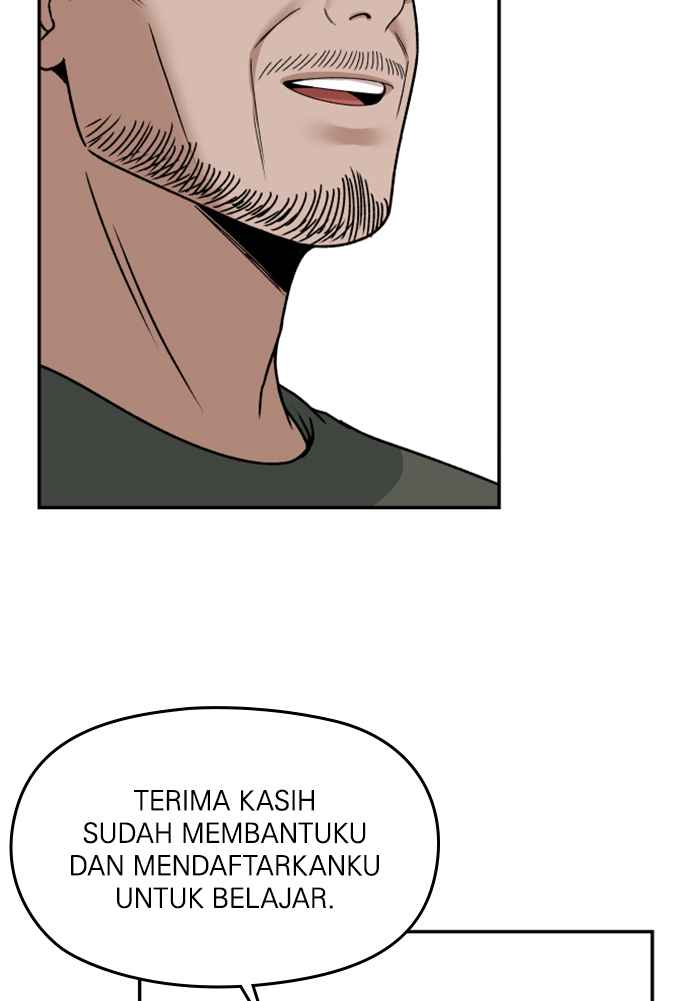 TERIMA KASIH
SUDAH MEMBANTUKU
DAN MENDAFTARKANKU
UNTUK BELAJAR.